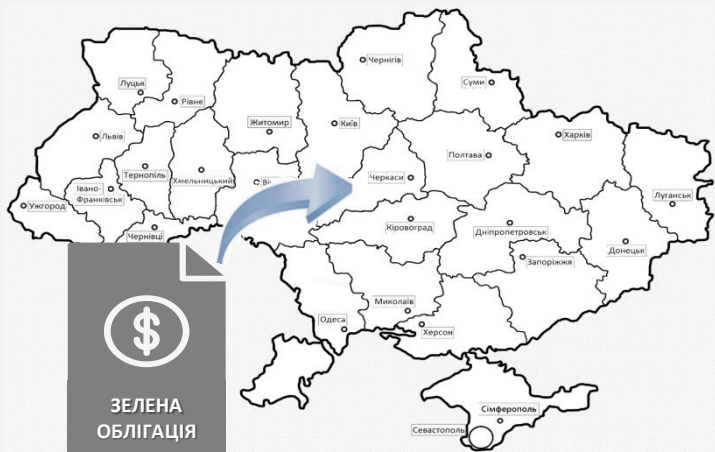 Чернігів
Луцьк
Суми
Рівне
Житомир
Київ
Львів
Харків
Полтава
Тернопіль
Хмельницький
Черкаси
Івано-
Франківськ
Луганськ
Ужгород
Чернівці
Кіровоград
Дніпропетровськ
Донецьк
Запоріжжя
Миколаїв
Одеса
Херсон
ЗЕЛЕНА
ОБЛІГАЦІЯ
Сімферополь
Севастополь